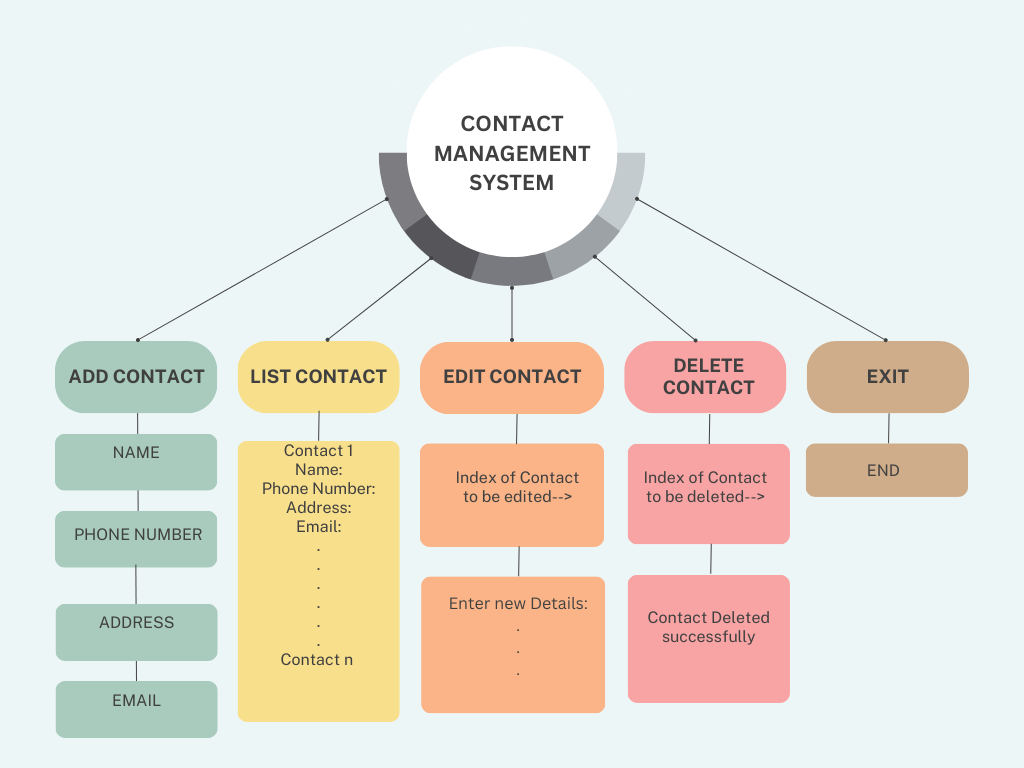 CONTACT
MANAGEMENT
SYSTEM
ADD CONTACT
NAME
PHONE NUMBER
ADDRESS
EMAIL
LIST CONTACT
Contact 1
Name:
Phone Number:
Address:
Email:
.
.
.
.
.
.
Contact n
EDIT CONTACT
Index of Contact
to be edited-->
Enter new Details:
.
.
.
DELETE
CONTACT
Index of Contact
to be deleted-->
Contact Deleted
successfully
EXIT
END